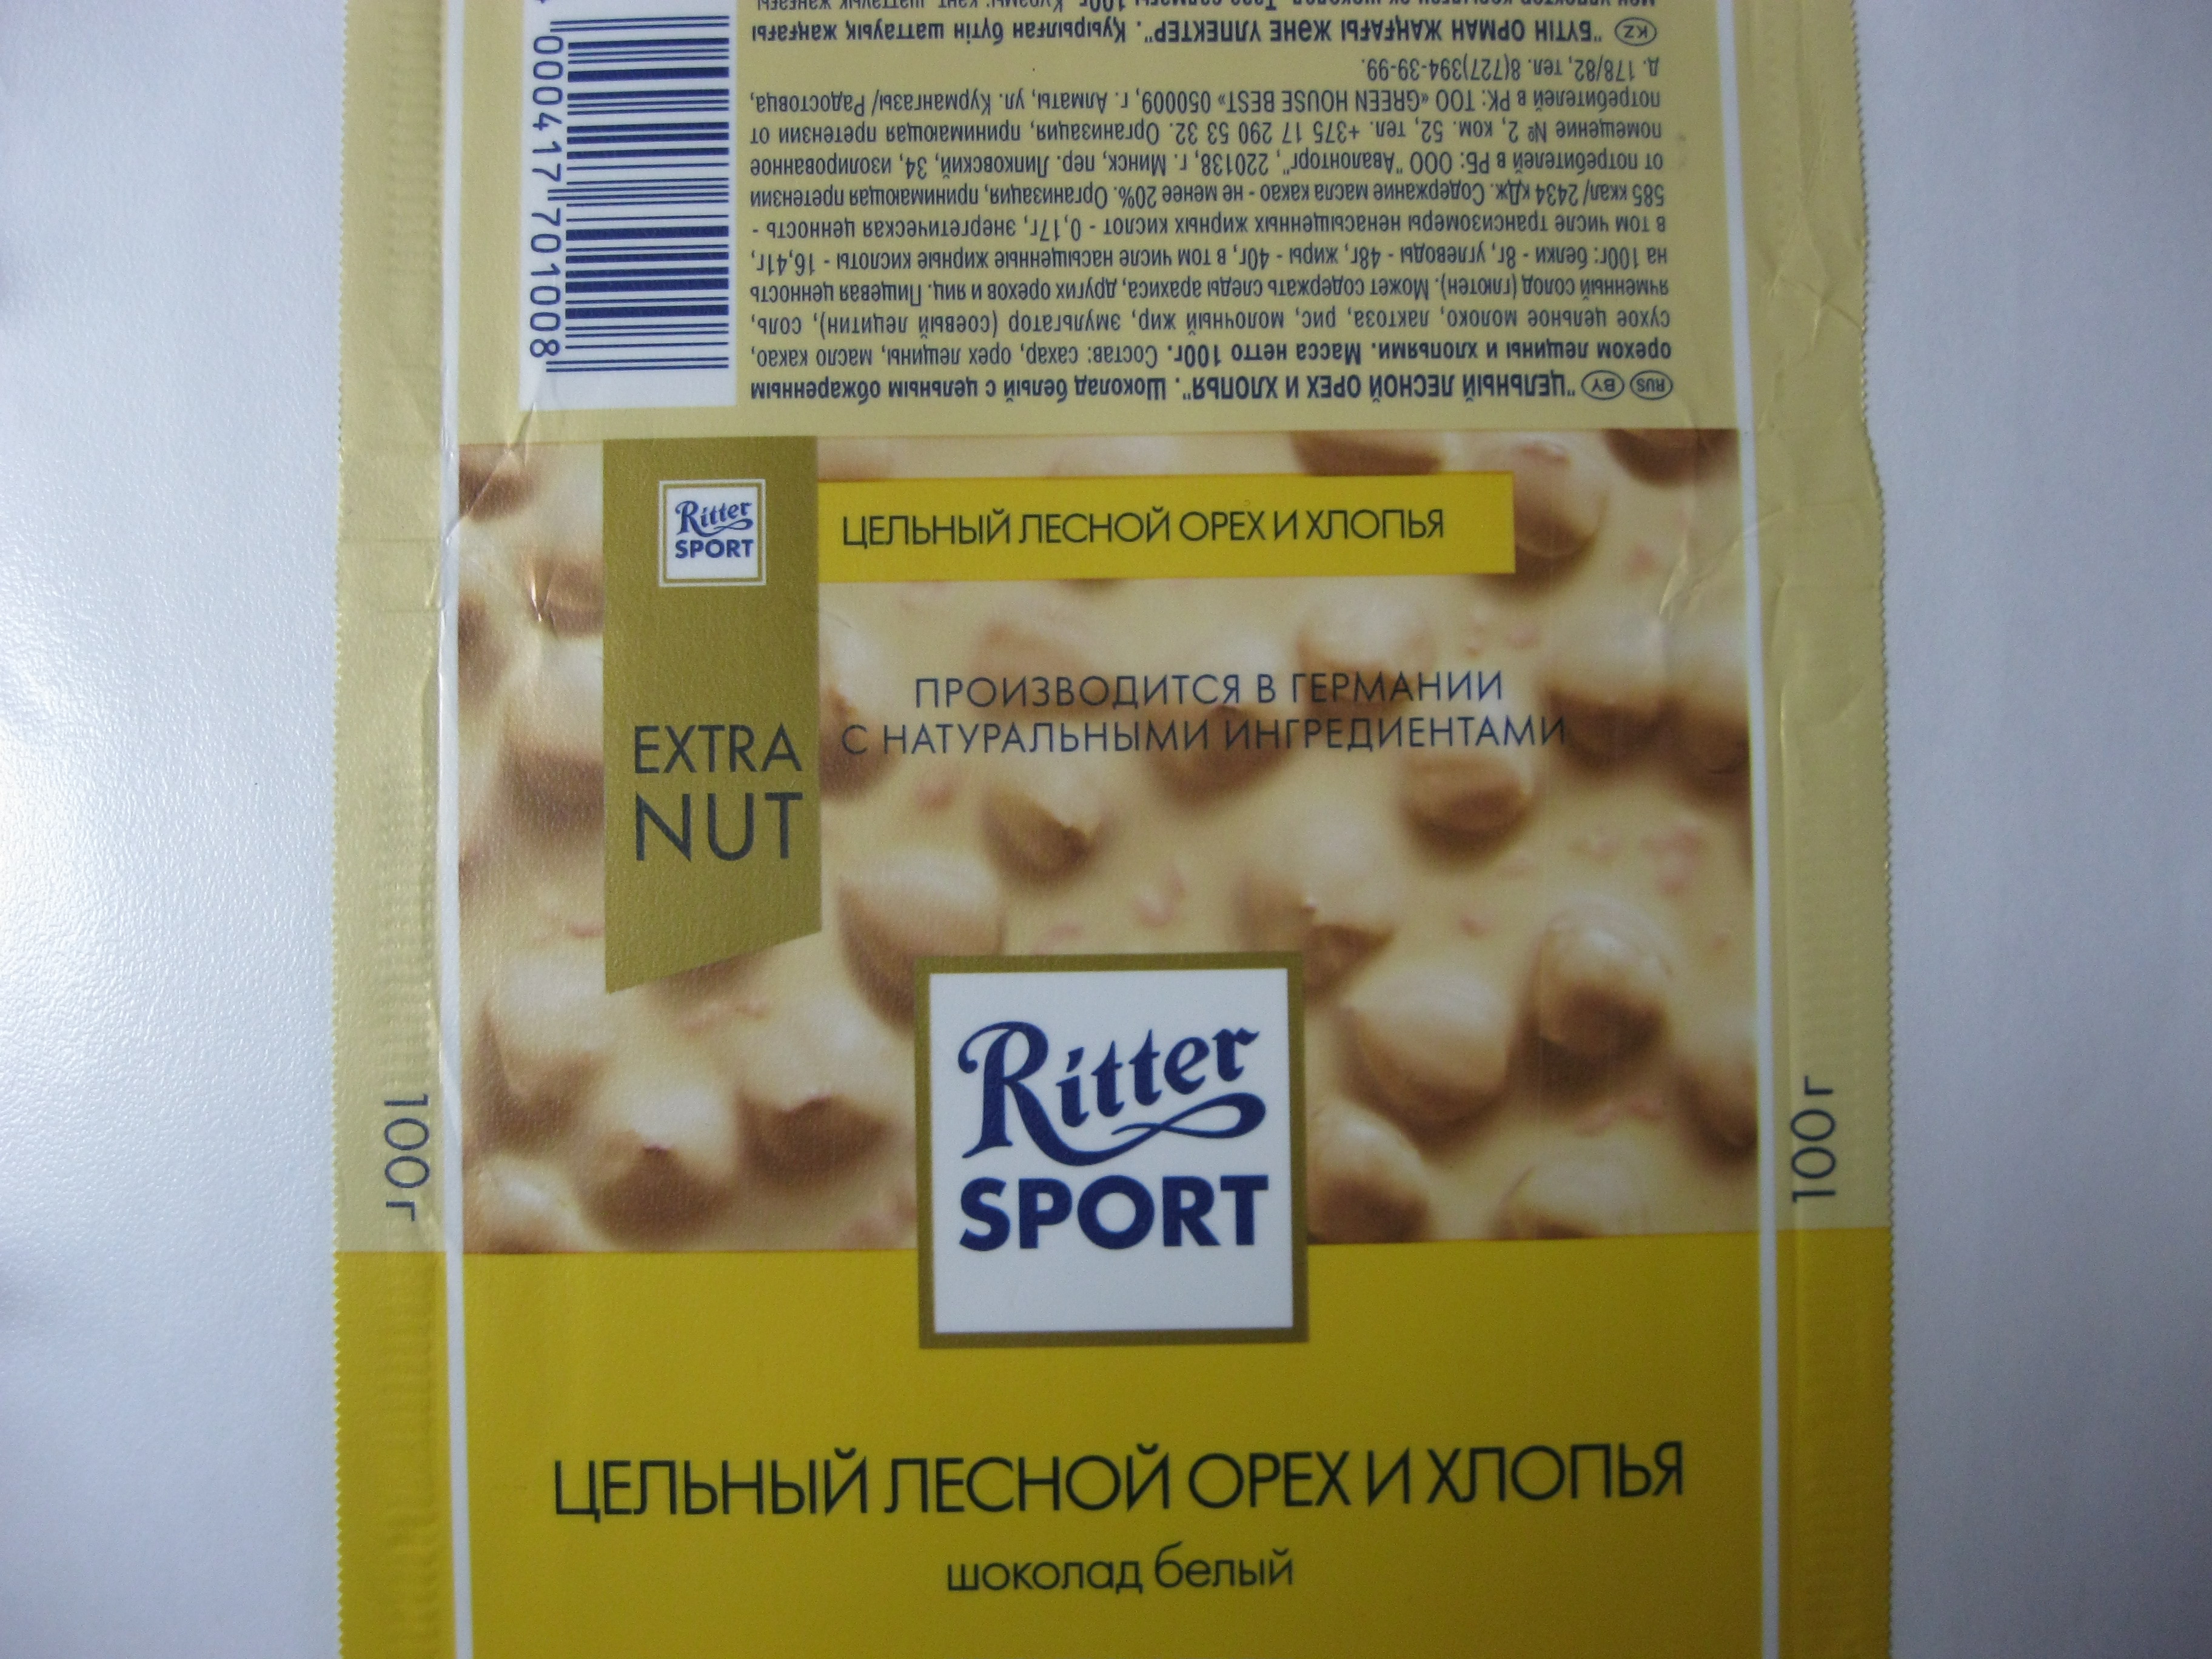 Ritter
SPORT
ЦЕЛЬНЫЙ ЛЕСНОЙ ОРЕХ И ХЛОПЬЯ
ПРОИЗВОДИТСЯ В ГЕРМАНИИ
С НАТУРАЛЬНЫМИ ИНГРЕДИЕНТАМИ
EXTRA
NUT
Ritter
SPORT
100г
100г
ЦЕЛЬНЫЙ ЛЕСНОЙ ОРЕХ И ХЛОПЬЯ
шоколад белый
RUS BY "ЦЕЛЬНЫЙ ЛЕСНОЙ ОРЕХ И ХЛОПЬЯ". Шоколад белый с цельным обжаренным
орехом лещины и хлопьями. Масса нетто 100г. Состав: сахар, орех лещины, масло какао,
сухое цельное молоко, лактоза, рис, молочный жир, эмульгатор (соевый лецитин), соль,
ячменный солод (глютен). Может содержать следы арахиса, других орехов и яиц. Пищевая ценность
на 100г: белки - 8г, углеводы - 48г, жиры - 40г, в том числе насыщенные жирные кислоты - 16,41г,
в том числе трансизомеры ненасыщенных жирных кислот - 0,17г, энергетическая ценность -
585 ккал/ 2434 кДж. Содержание масла какао - не менее 20%. Организация, принимающая претензии
от потребителей в РБ: ООО "Авалонторг", 220138, г. Минск, пер. Липковский, 34, изолированное
помещение № 2, ком. 52, тел. +375 17 290 53 32. Организация, принимающая претензии от
потребителей в РК: ТОО «GREEN HOUSE BEST» 050009, г. Алматы, ул. Курмангазы/ Радостовца,
д. 178/82, тел. 8(727)394-39-99.
KZ "БҮТІН ОРМАН ЖАҢҒАҒЫ ЖӘНЕ ҮЛПЕКТЕР". Қуырылған бүтін шаттауық жаңғағы
000417 701008